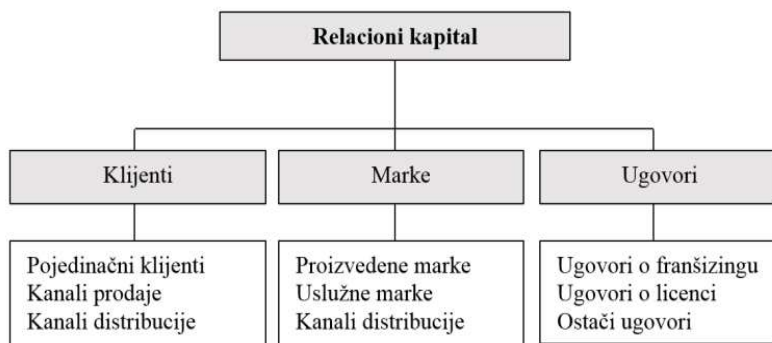 Relacioni kapital
Klijenti
Marke
Ugovori
Pojedinačni klijenti
Kanali prodaje
Kanali distribucije
Proizvedene marke
Uslužne marke
Kanali distribucije
Ugovori o franšizingu
Ugovori o licenci
Ostači ugovori